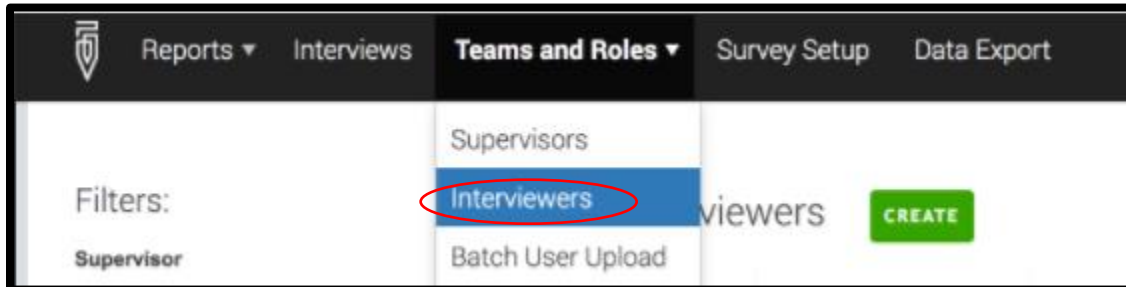 Reports ▾ Interviews Teams and Roles ▾ Survey Setup Data Export
Supervisors
Filters:
Interviewers
viewers CREATE
Supervisor
Batch User Upload